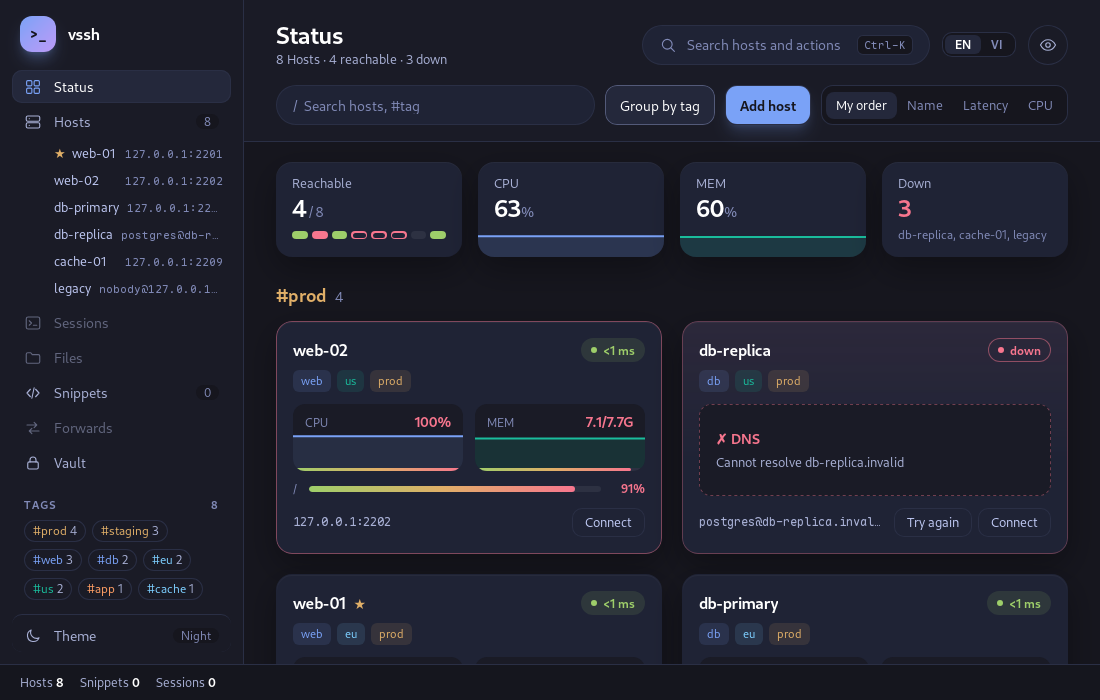 >_ vssh
Status
Hosts 8
★ web-01 127.0.0.1:2201
web-02 127.0.0.1:2202
db-primary 127.0.0.1:22…
db-replica postgres@db-r…
cache-01 127.0.0.1:2209
legacy nobody@127.0.0.1…
Sessions
Files
Snippets 0
Forwards
Vault
TAGS 8
#prod 4 #staging 3
#web 3 #db 2 #eu 2
#us 2 #app 1 #cache 1
Theme Night
Status
8 Hosts · 4 reachable · 3 down
Search hosts and actions Ctrl-K
EN VI
/ Search hosts, #tag
Group by tag
Add host
My order Name Latency CPU
Reachable
4 / 8
CPU
63%
MEM
60%
Down
3
db-replica, cache-01, legacy
#prod 4
web-02 <1 ms
web us prod
CPU 100%
MEM 7.1/7.7G
/ 91%
127.0.0.1:2202 Connect
db-replica down
db us prod
✗ DNS
Cannot resolve db-replica.invalid
postgres@db-replica.inval… Try again Connect
web-01 ★ <1 ms
web eu prod
db-primary <1 ms
db eu prod
Hosts 8 Snippets 0 Sessions 0